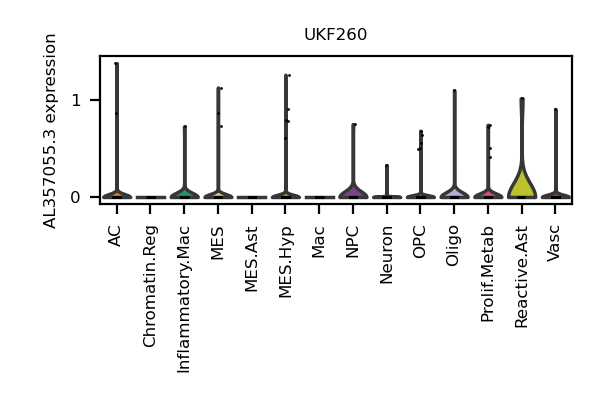 UKF260
AL357055.3 expression
1
0
AC
Chromatin.Reg
Inflammatory.Mac
MES
MES.Ast
MES.Hyp
Mac
NPC
Neuron
OPC
Oligo
Prolif.Metab
Reactive.Ast
Vasc